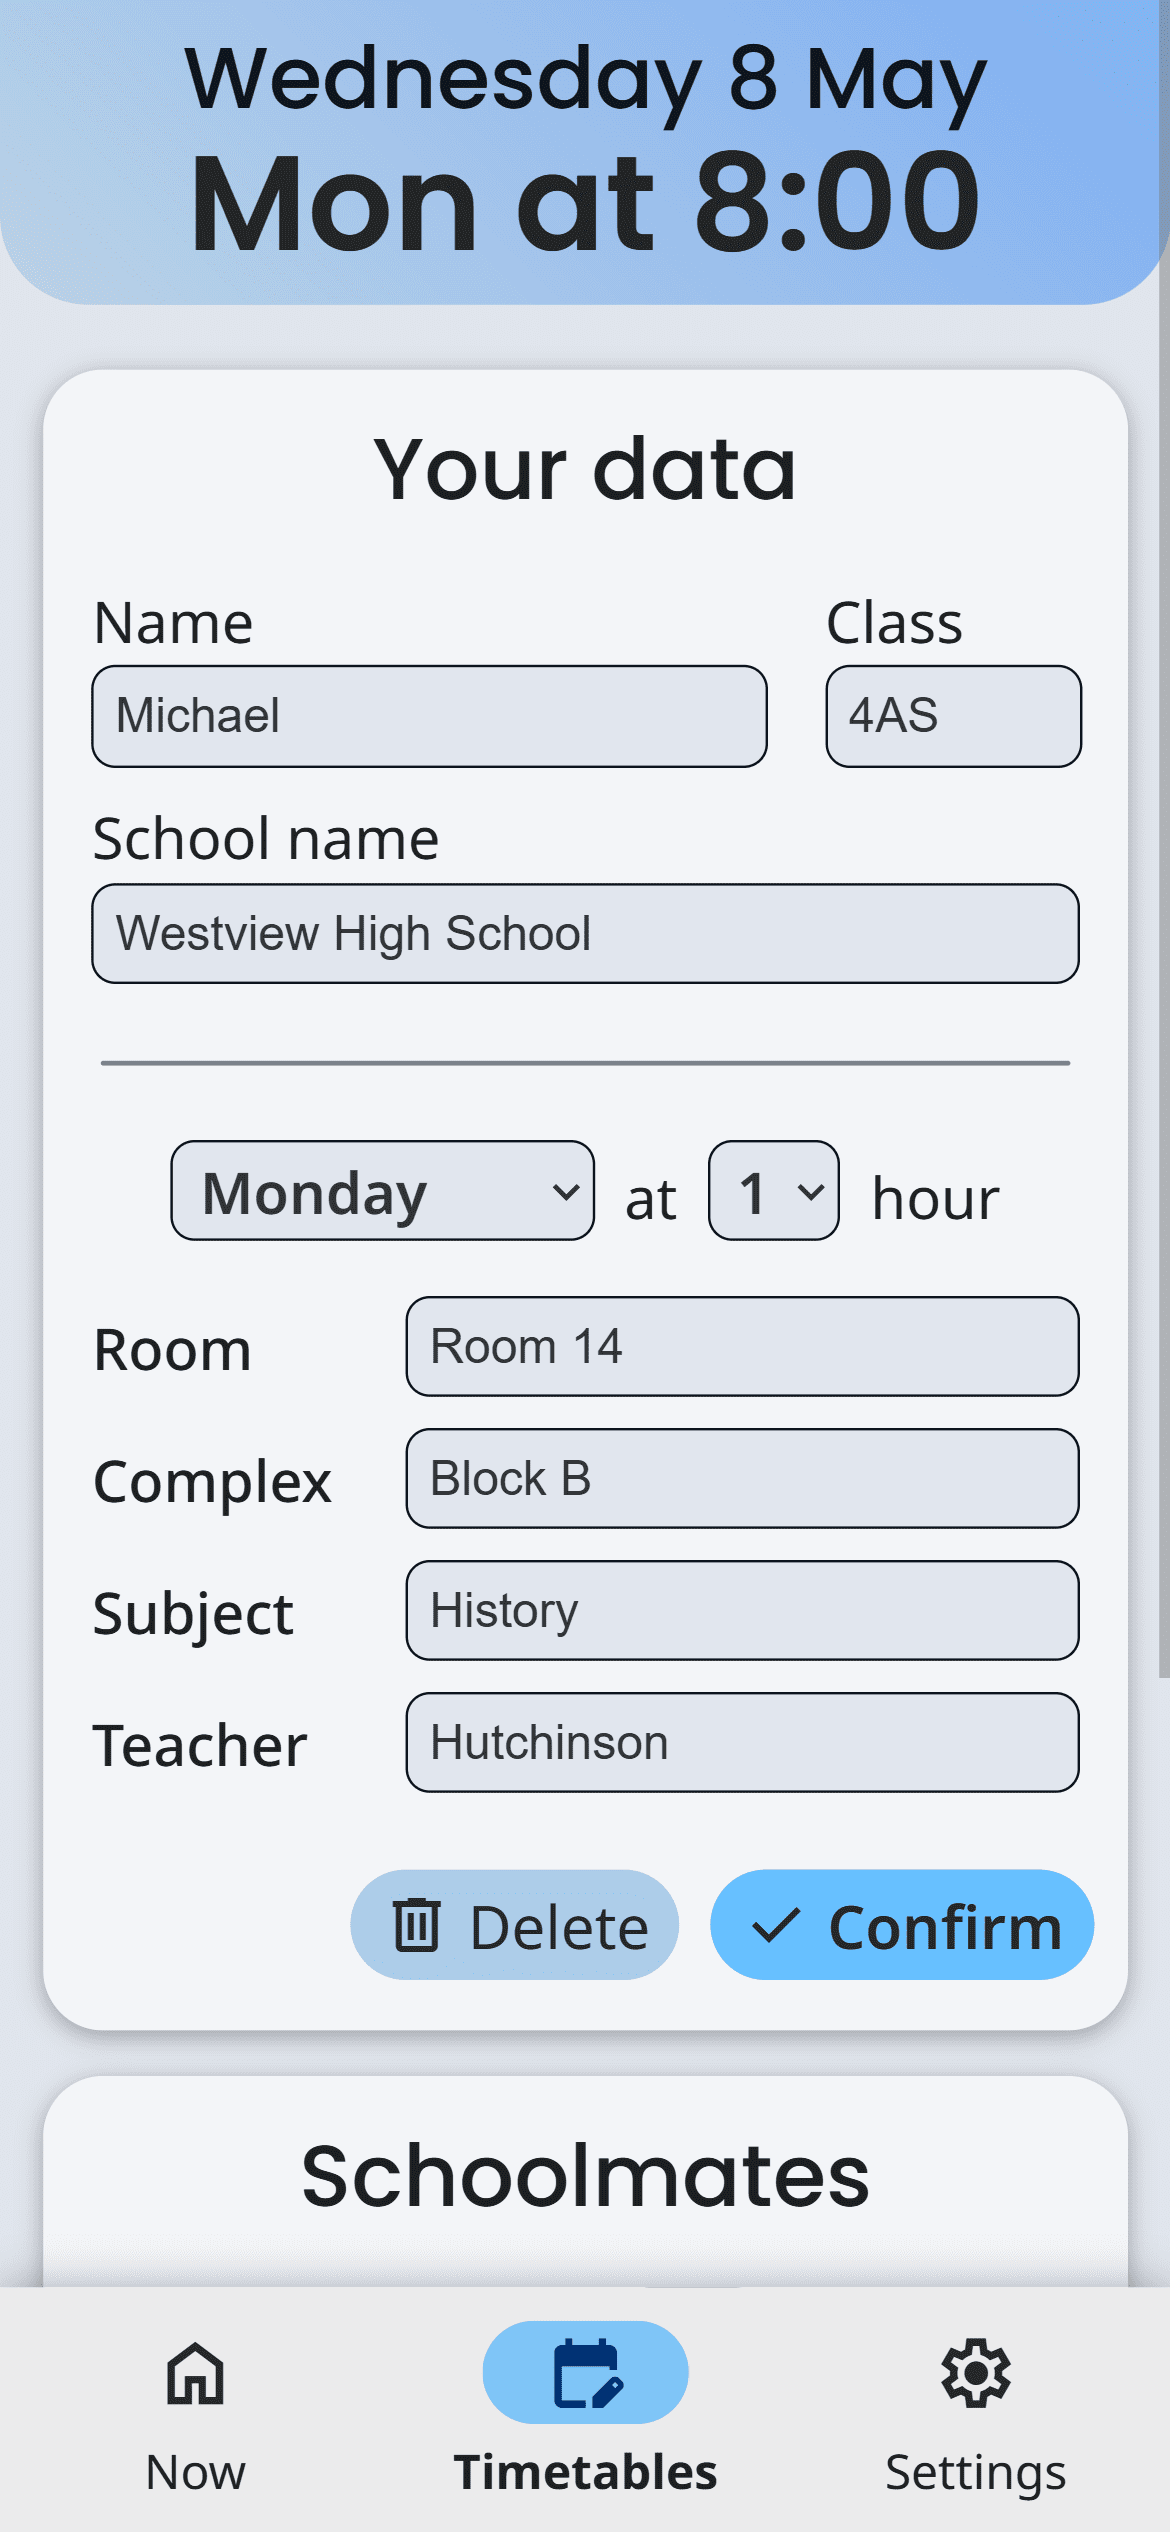 Wednesday 8 May
Mon at 8:00
Your data
Name Class
Michael 4AS
School name
Westview High School
Monday at 1 hour
Room Room 14
Complex Block B
Subject History
Teacher Hutchinson
Delete Confirm
Schoolmates
Now Timetables Settings